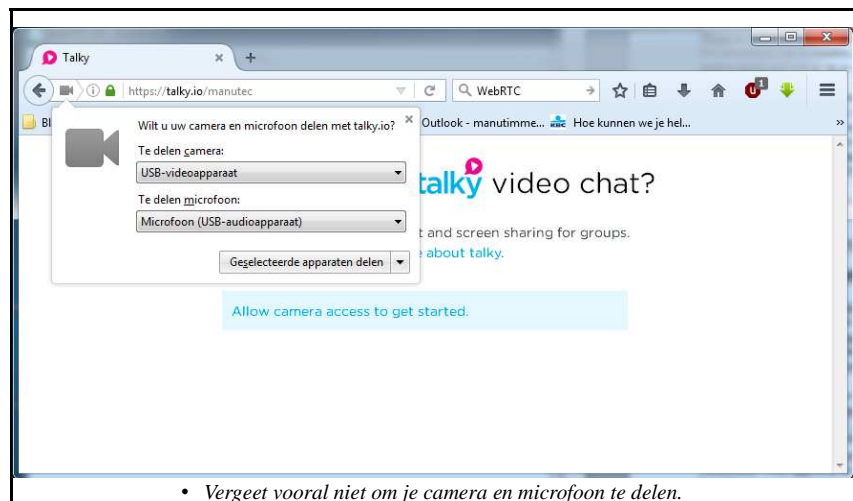 Talky
https://talky.io/manutec
WebRTC
1
Bl
Outlook - manutimme...
Hoe kunnen we je hel...
Wilt u uw camera en microfoon delen met talky.io?
Te delen camera:
USB-videoapparaat
Te delen microfoon:
Microfoon (USB-audioapparaat)
Geselecteerde apparaten delen
talky video chat?
t and screen sharing for groups.
about talky.
Allow camera access to get started.
• Vergeet vooral niet om je camera en microfoon te delen.